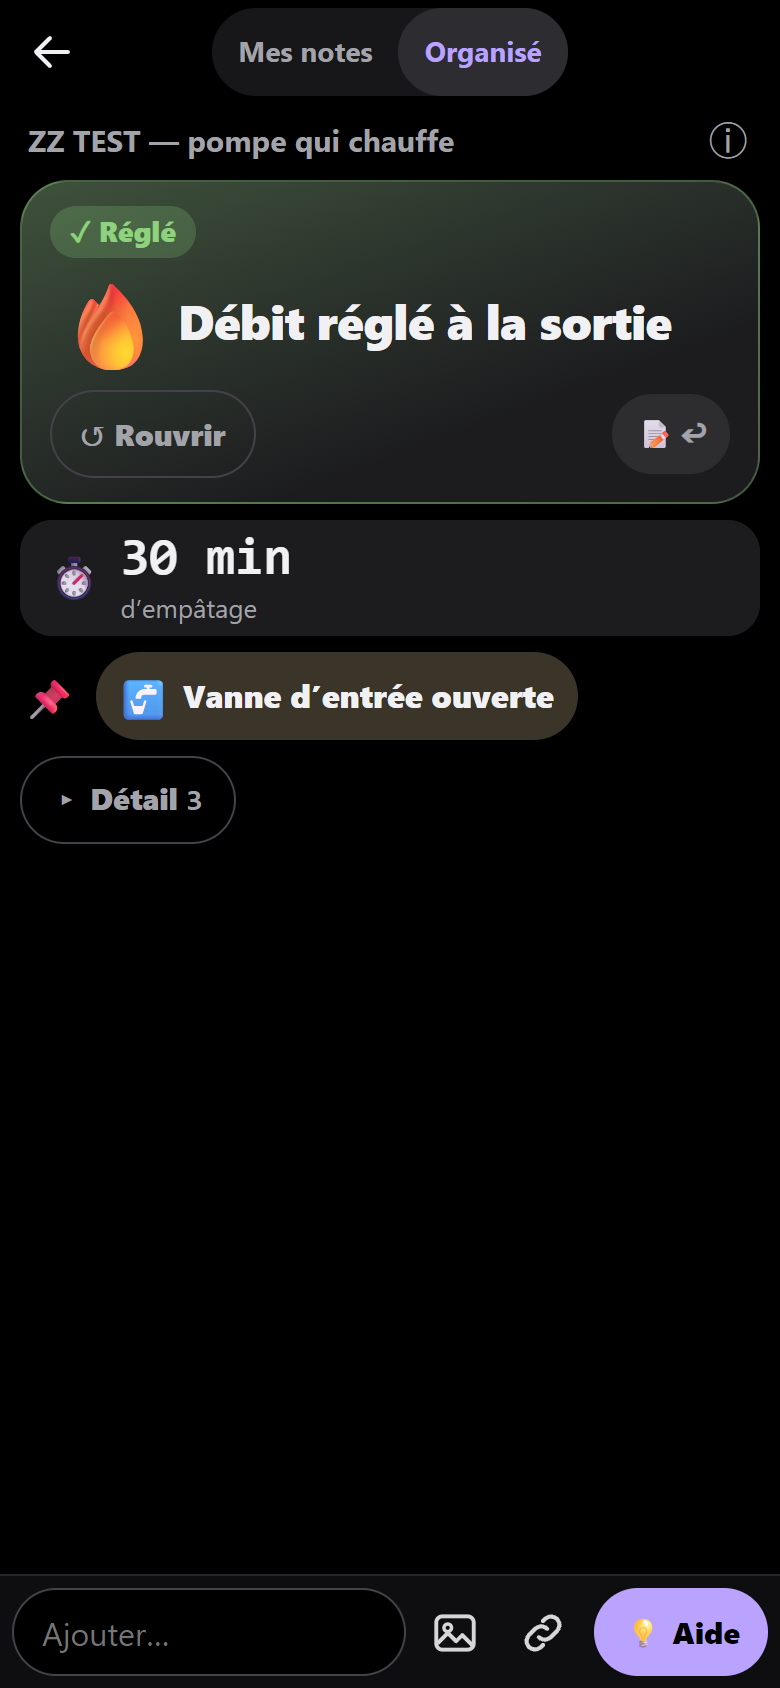 Mes notes
Organisé
ZZ TEST — pompe qui chauffe
✓ Réglé
Débit réglé à la sortie
↺ Rouvrir
30 min
d’empâtage
Vanne d’entrée ouverte
▸ Détail 3
Ajouter…
Aide